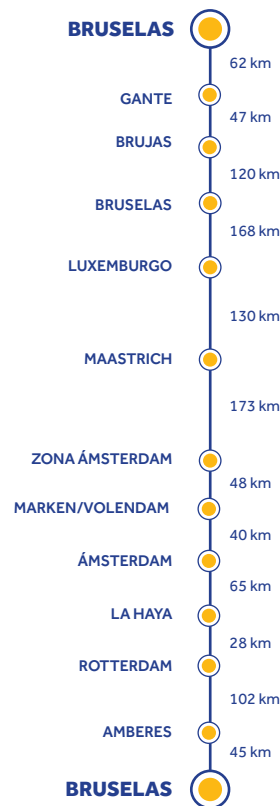 BRUSELAS
62 km
GANTE
47 km
BRUJAS
120 km
BRUSELAS
168 km
LUXEMBURGO
130 km
MAASTRICH
173 km
ZONA ÁMSTERDAM
48 km
MARKEN/VOLENDAM
40 km
ÁMSTERDAM
65 km
LA HAYA
28 km
ROTTERDAM
102 km
AMBERES
45 km
BRUSELAS